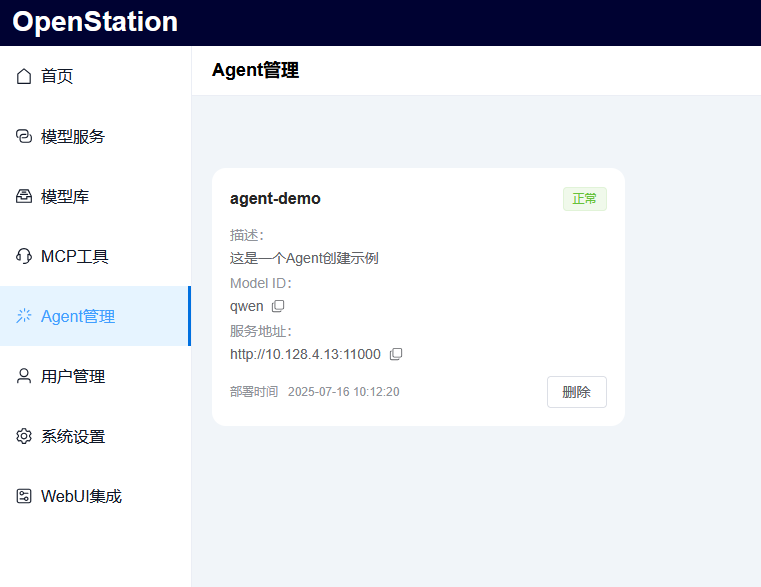 OpenStation
首页
模型服务
模型库
MCP工具
Agent管理
用户管理
系统设置
WebUI集成
Agent管理
agent-demo
正常
描述:
这是一个Agent创建示例
Model ID:
qwen
服务地址:
http://10.128.4.13:11000
部署时间 2025-07-16 10:12:20
删除